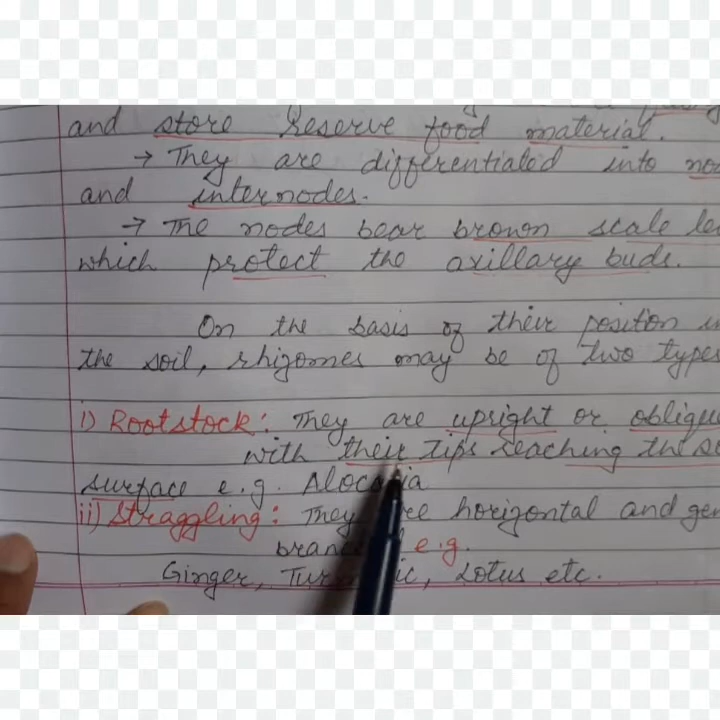 and store reserve food material.
→ They are differentiated into
and internodes.
→ The nodes bear brown scale
which protect the axillary buds.
On the basis of their position
the soil, rhizomes may be of two types
i) Rootstock: They are upright or
with their tips reaching the
surface e.g. Alocasia
ii) Straggling: They are horizontal and
e.g.
Ginger, Turmeric, Lotus etc.